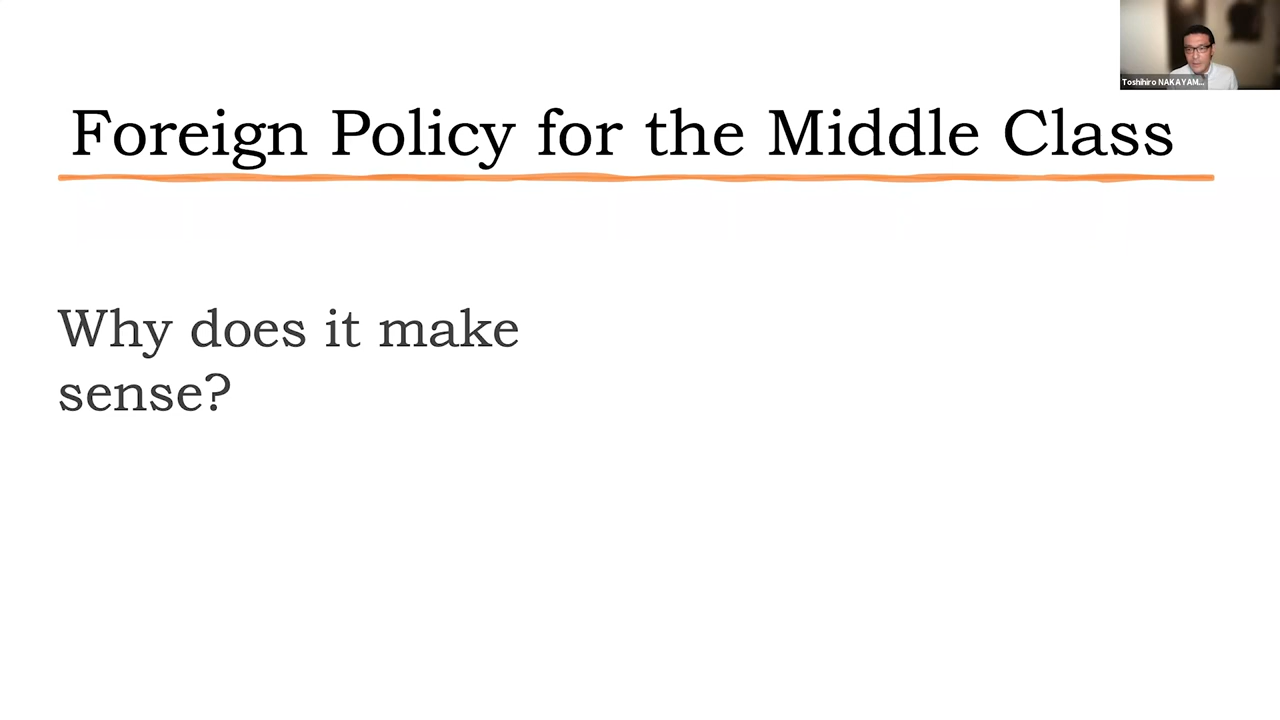 Foreign Policy for the Middle Class
Why does it make
sense?
Toshihiro NAKAYAM...